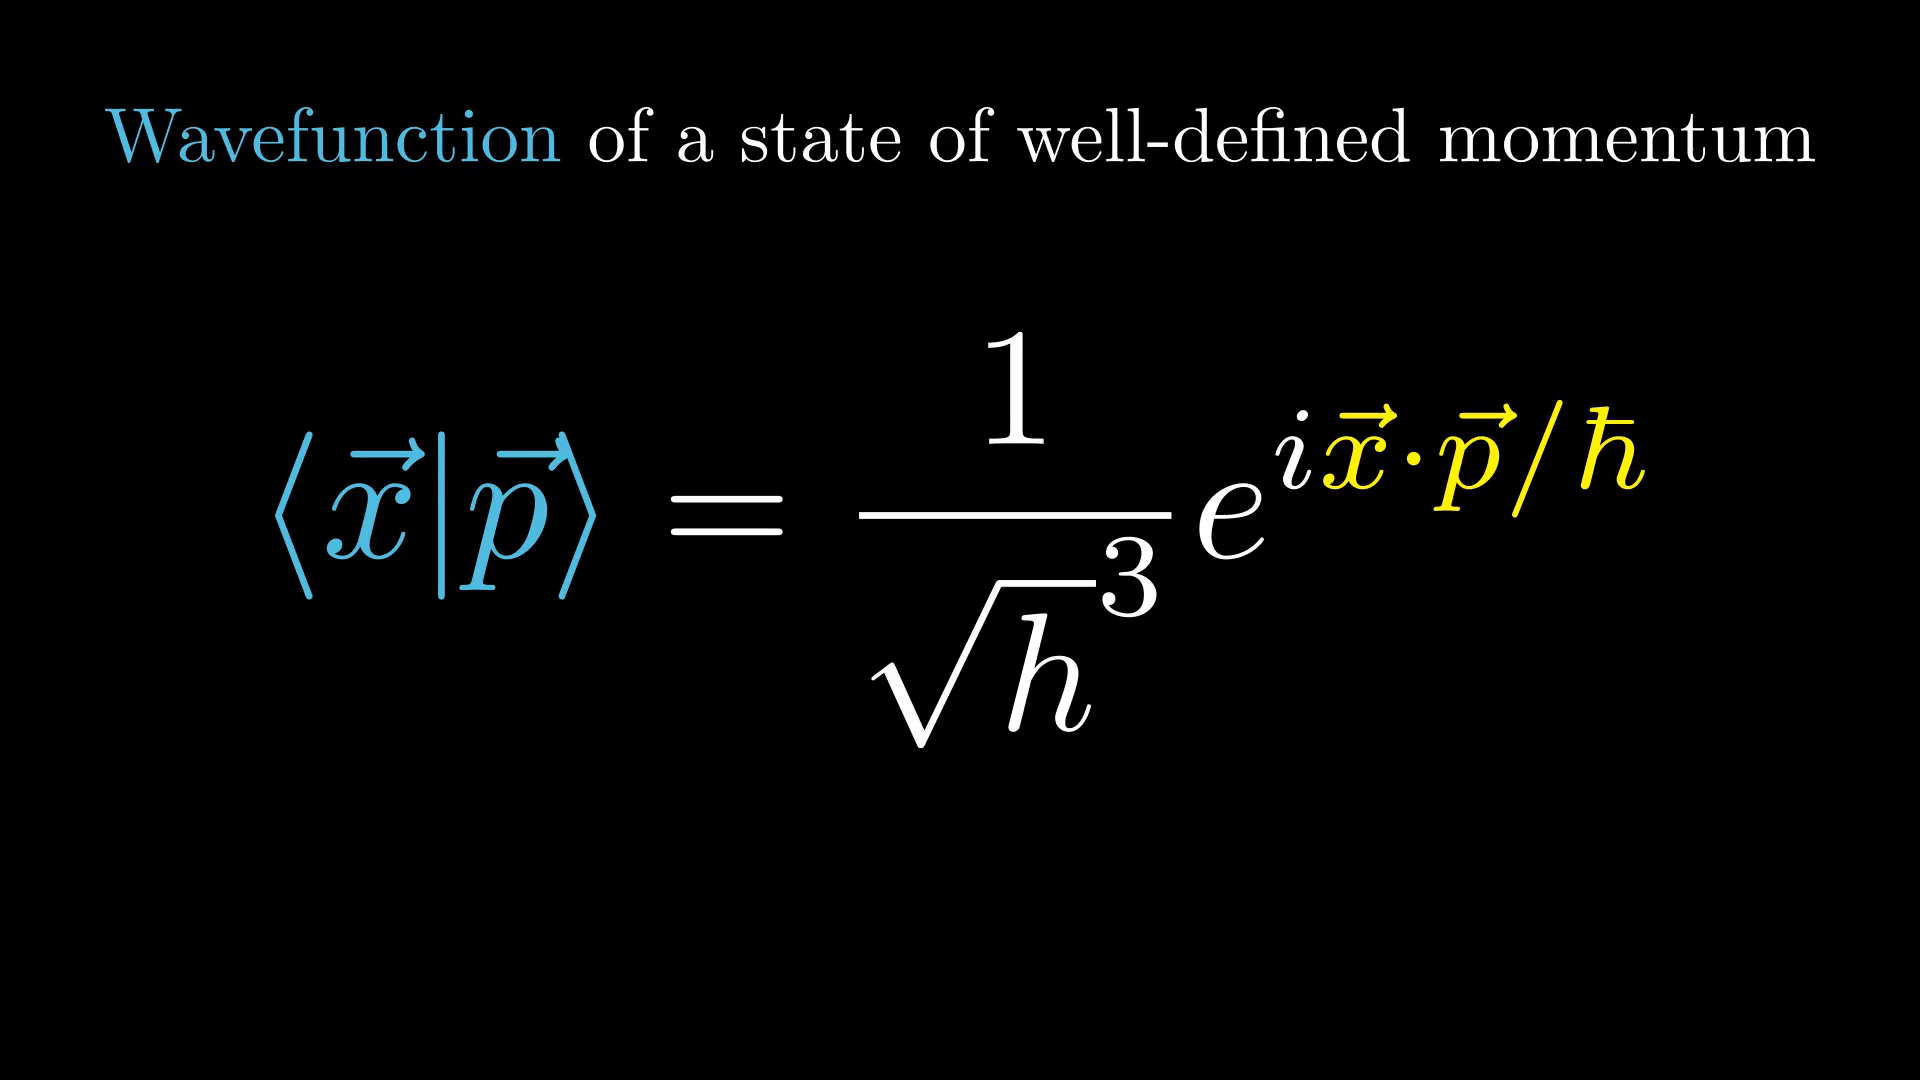 Wavefunction of a state of well-defined momentum
⟨x⃗|p⃗⟩ = 1/√h³ e^{ix⃗·p⃗/ħ}